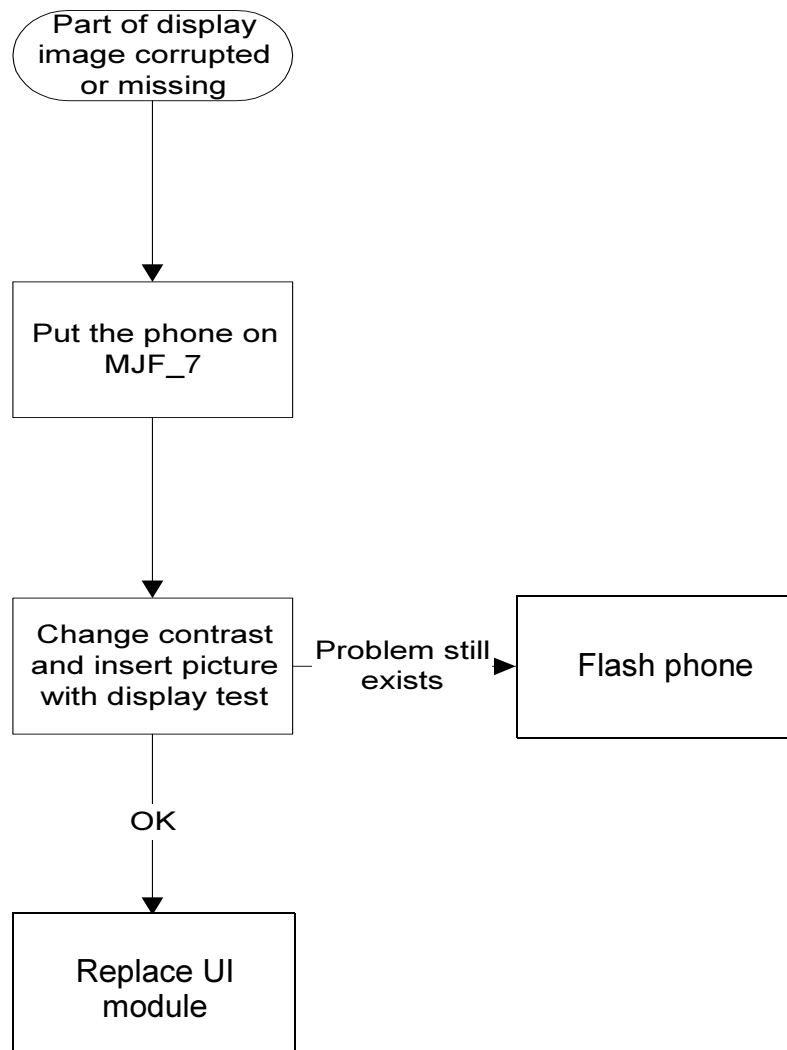 Part of display
image corrupted
or missing
Put the phone on
MJF_7
Change contrast
and insert picture
with display test
Problem still
exists
Flash phone
OK
Replace UI
module